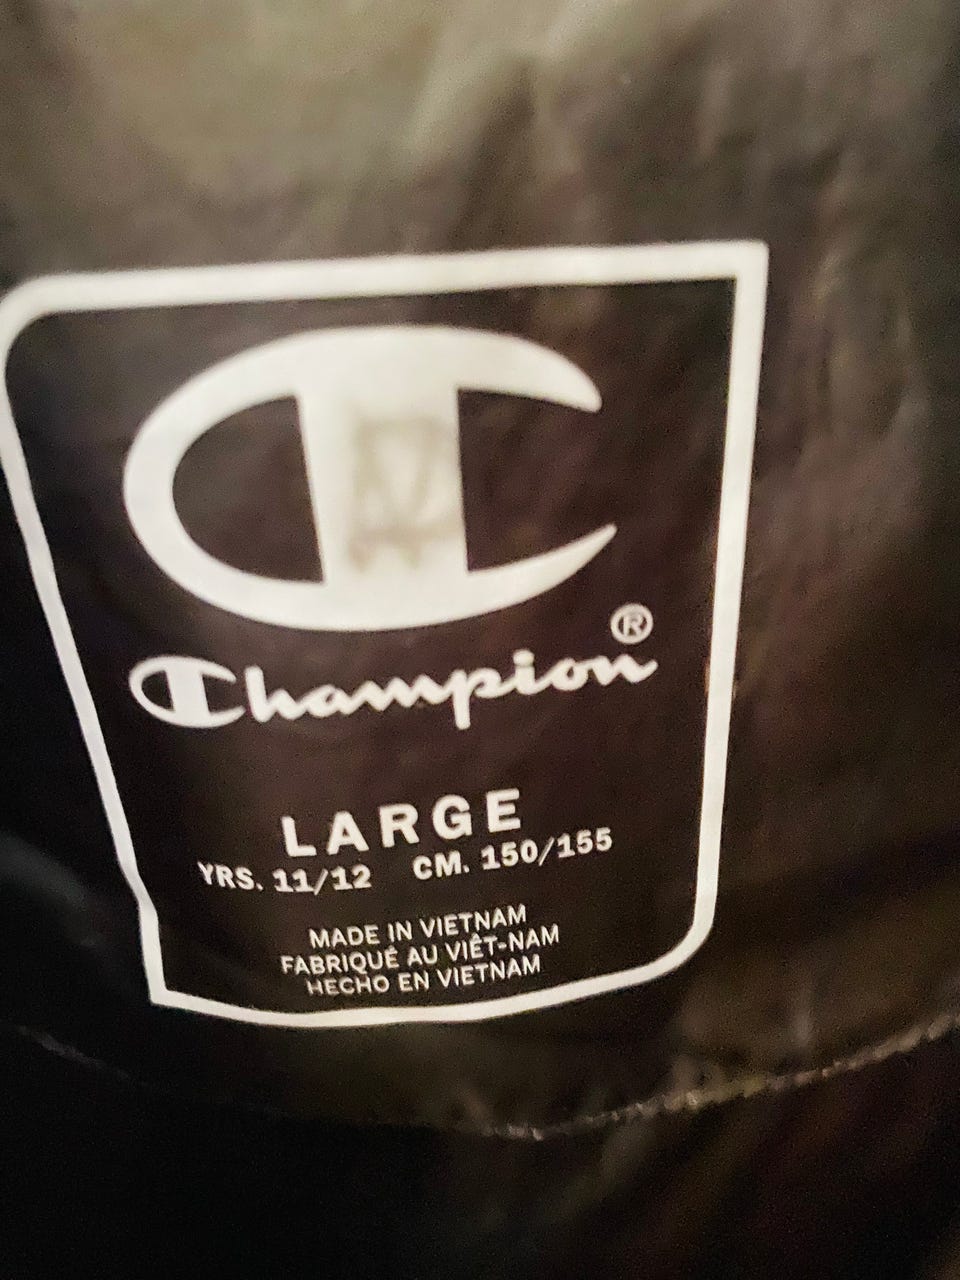 Champion®
LARGE
YRS. 11/12 CM. 150/155
MADE IN VIETNAM
FABRIQUÉ AU VIÊT-NAM
HECHO EN VIETNAM